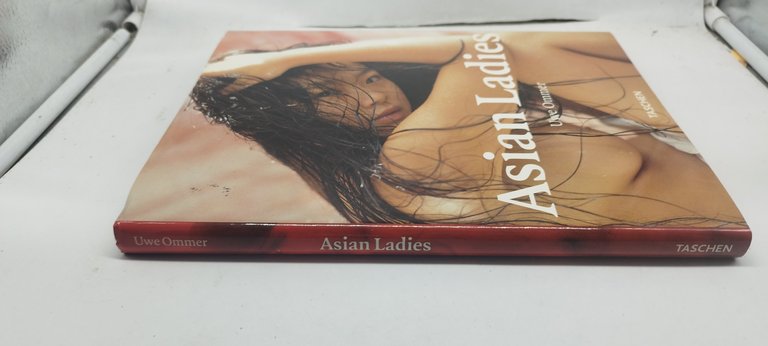 Asian Ladies
Uwe Ommer
TASCHEN
Uwe Ommer
Asian Ladies
TASCHEN